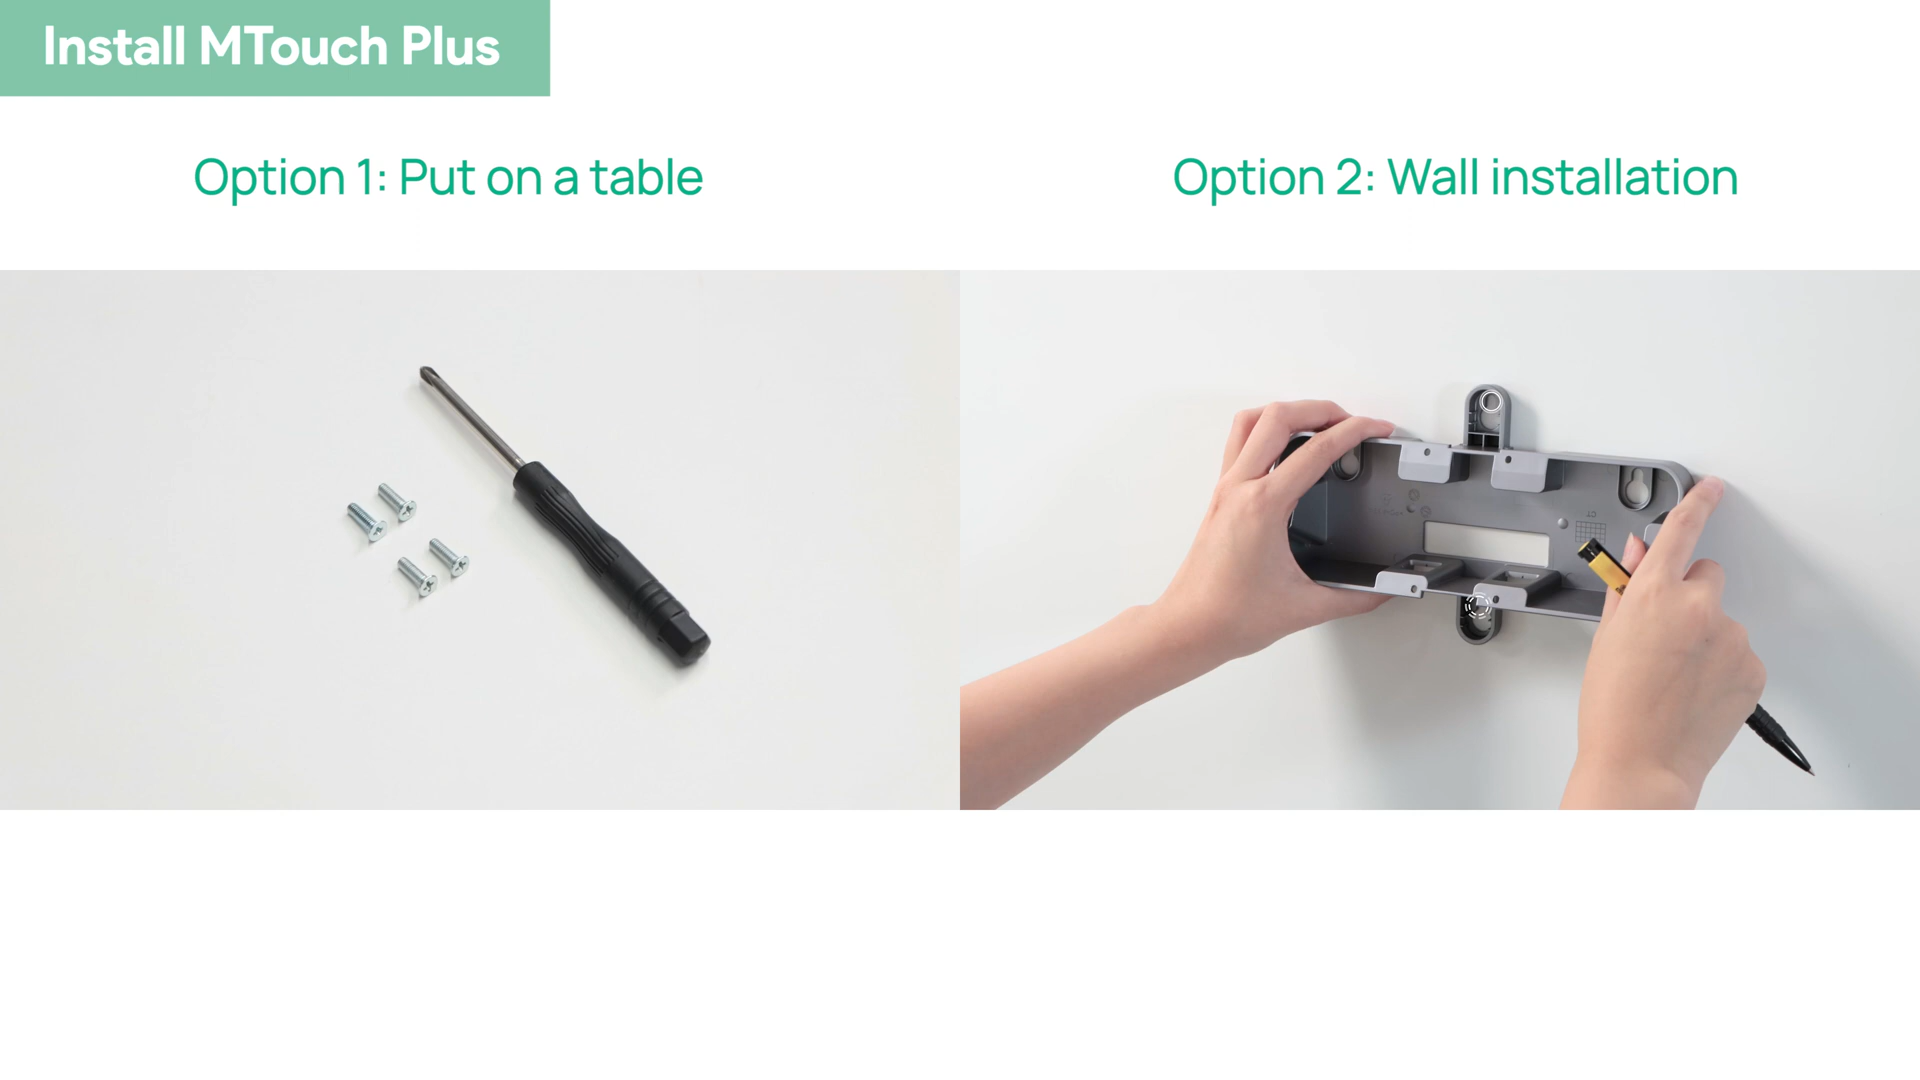 Install MTouch Plus
Option 1: Put on a table
Option 2: Wall installation